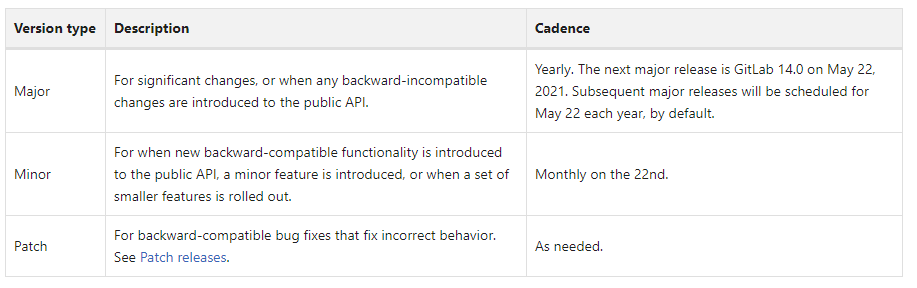 Version type Description Cadence
Major
For significant changes, or when any backward-incompatible
changes are introduced to the public API.
Yearly. The next major release is GitLab 14.0 on May 22,
2021. Subsequent major releases will be scheduled for
May 22 each year, by default.
Minor
For when new backward-compatible functionality is introduced
to the public API, a minor feature is introduced, or when a set of
smaller features is rolled out.
Monthly on the 22nd.
Patch
For backward-compatible bug fixes that fix incorrect behavior.
See Patch releases.
As needed.